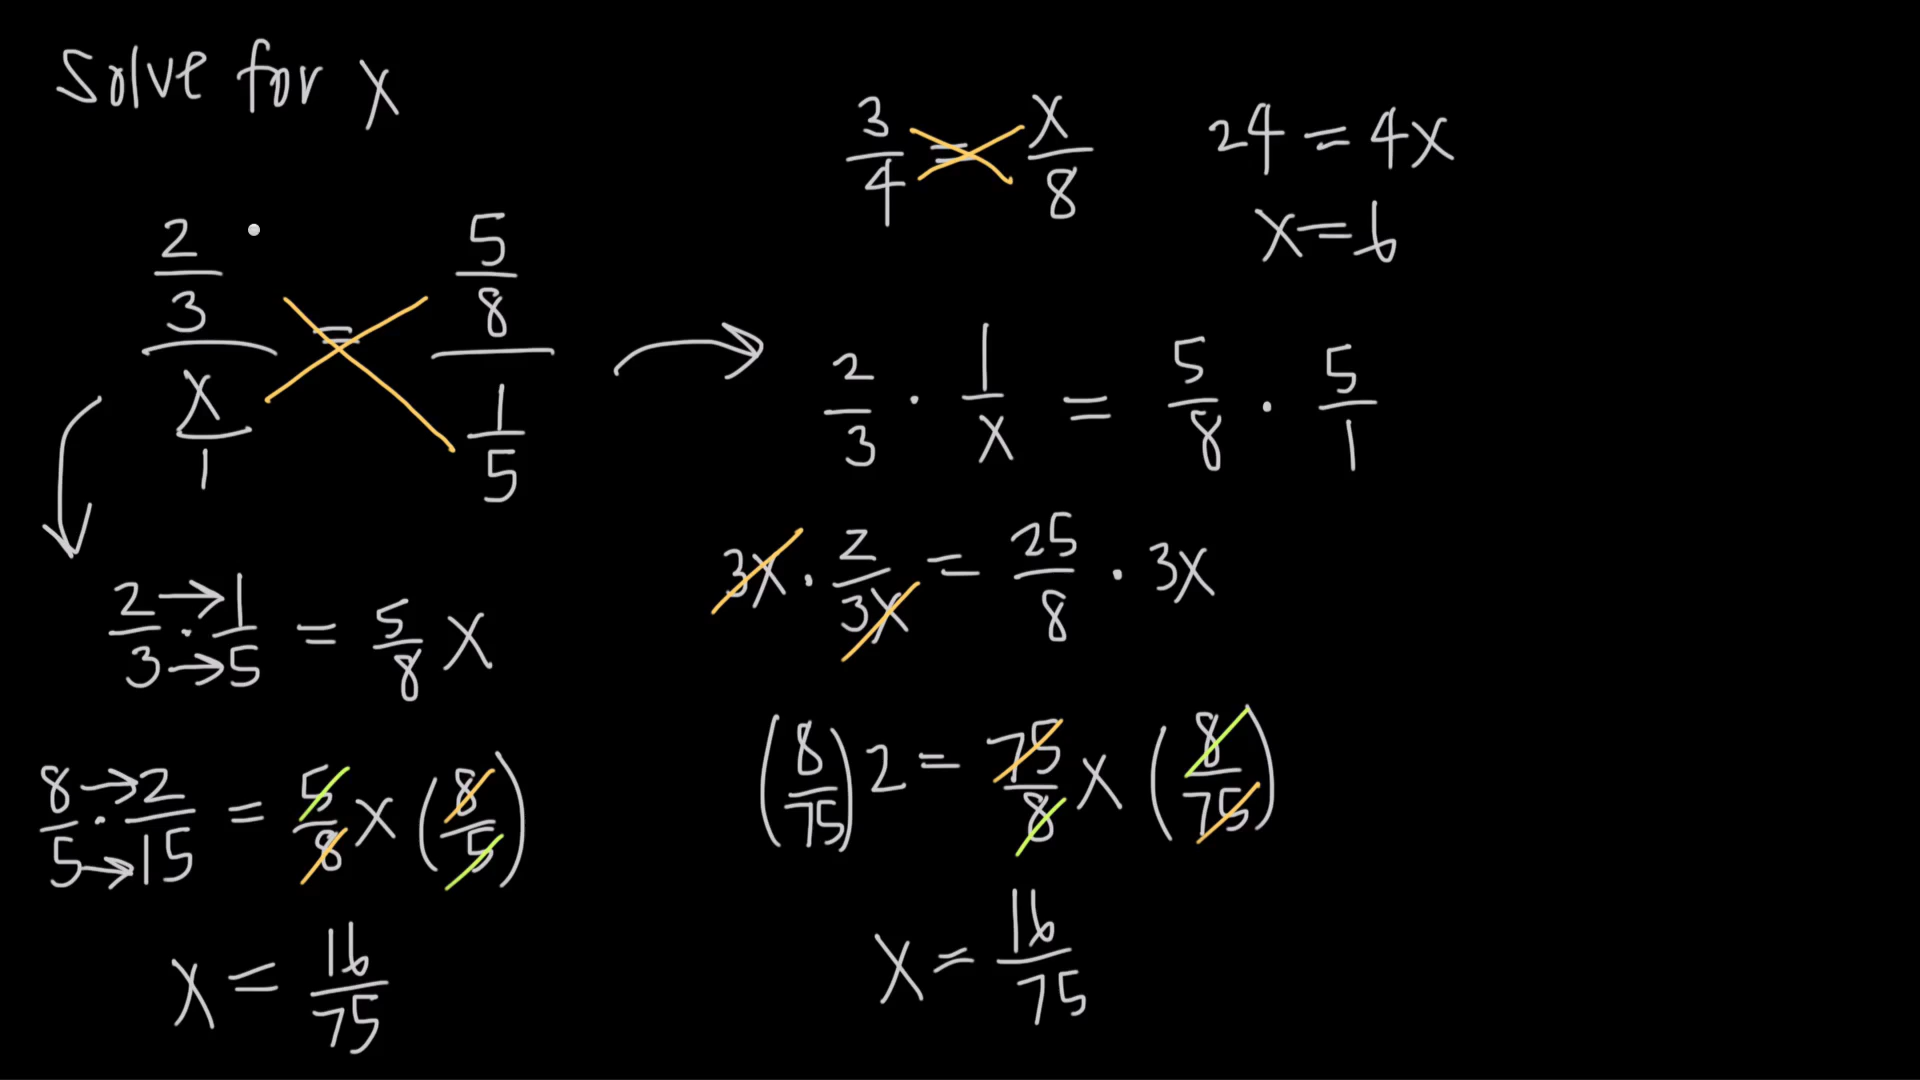 Solve for x
(2/3)/(x/1) = (5/8)/(1/5)
2/3 · 1/5 = 5/8 x
8/5 · 2/15 = 5/8 x (8/5)
x = 16/75
3/4 = x/8
24 = 4x
x = 6
2/3 · 1/x = 5/8 · 5/1
3x · 2/3x = 25/8 · 3x
(8/75) 2 = 75/8 x (8/75)
x = 16/75